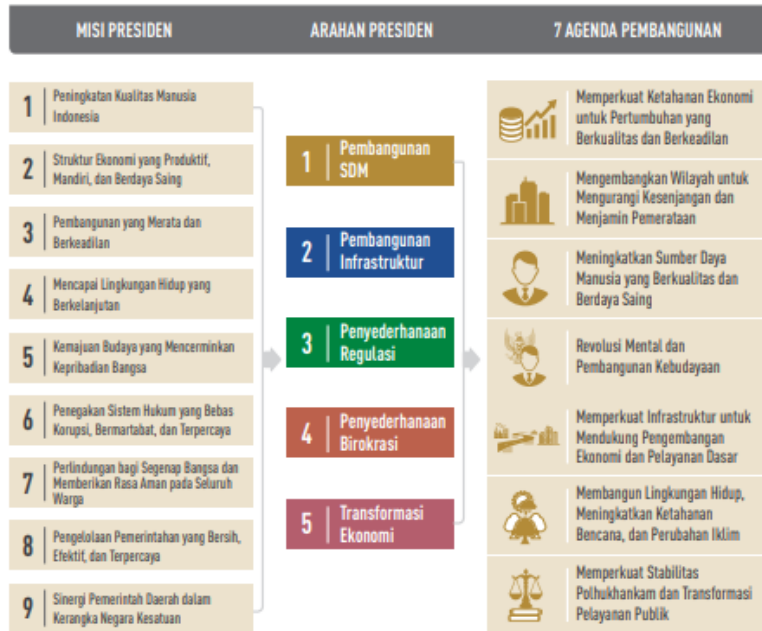 MISI PRESIDEN
ARAHAN PRESIDEN
7 AGENDA PEMBANGUNAN
1
Peningkatan Kualitas Manusia
Indonesia
2
Struktur Ekonomi yang Produktif,
Mandiri, dan Berdaya Saing
3
Pembangunan yang Merata dan
Berkeadilan
4
Mencapai Lingkungan Hidup yang
Berkelanjutan
5
Kemajuan Budaya yang Mencerminkan
Kepribadian Bangsa
6
Penegakan Sistem Hukum yang Bebas
Korupsi, Bermartabat, dan Terpercaya
7
Perlindungan bagi Segenap Bangsa dan
Memberikan Rasa Aman pada Seluruh
Warga
8
Pengelolaan Pemerintahan yang Bersih,
Efektif, dan Terpercaya
9
Sinergi Pemerintah Daerah dalam
Kerangka Negara Kesatuan
1
Pembangunan
SDM
2
Pembangunan
Infrastruktur
3
Penyederhanaan
Regulasi
4
Penyederhanaan
Birokrasi
5
Transformasi
Ekonomi
Memperkuat Ketahanan Ekonomi
untuk Pertumbuhan yang
Berkualitas dan Berkeadilan
Mengembangkan Wilayah untuk
Mengurangi Kesenjangan dan
Menjamin Pemerataan
Meningkatkan Sumber Daya
Manusia yang Berkualitas dan
Berdaya Saing
Revolusi Mental dan
Pembangunan Kebudayaan
Memperkuat Infrastruktur untuk
Mendukung Pengembangan
Ekonomi dan Pelayanan Dasar
Membangun Lingkungan Hidup,
Meningkatkan Ketahanan
Bencana, dan Perubahan Iklim
Memperkuat Stabilitas
Polhukhankam dan Transformasi
Pelayanan Publik